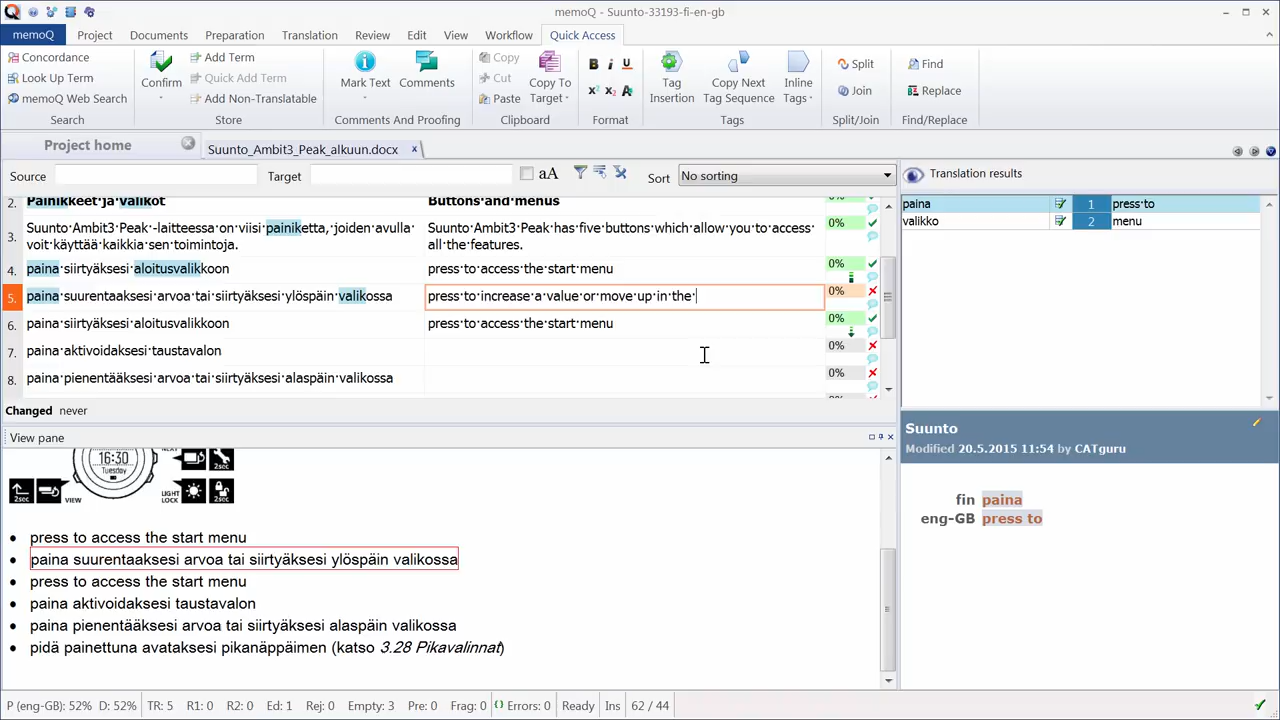 memoQ - Suunto-33193-fi-en-gb
memoQ Project Documents Preparation Translation Review Edit View Workflow Quick Access
Concordance
Look Up Term
memoQ Web Search
Search
Add Term
Quick Add Term
Add Non-Translatable
Confirm
Store
Mark Text
Comments
Comments And Proofing
Copy
Cut
Paste
Copy To Target
Clipboard
B i U
x² x₂ A
Format
Tag Insertion
Copy Next Tag Sequence
Inline Tags
Tags
Split
Join
Split/Join
Find
Replace
Find/Replace
Project home
Suunto_Ambit3_Peak_alkuun.docx x
Source Target aA Sort No sorting
2. Painikkeet·ja·valikot Buttons·and·menus
3. Suunto·Ambit3·Peak·-laitteessa·on·viisi·painiketta,·joiden·avulla· Suunto·Ambit3·Peak·has·five·buttons·which·allow·you·to·access· 0%
voit·käyttää·kaikkia·sen·toimintoja. all·the·features.
4. paina·siirtyäksesi·aloitusvalikkoon press·to·access·the·start·menu 0%
5. paina·suurentaaksesi·arvoa·tai·siirtyäksesi·ylöspäin·valikossa press·to·increase·a·value·or·move·up·in·the· 0%
6. paina·siirtyäksesi·aloitusvalikkoon press·to·access·the·start·menu 0%
7. paina·aktivoidaksesi·taustavalon 0%
8. paina·pienentääksesi·arvoa·tai·siirtyäksesi·alaspäin·valikossa 0%
Changed never
Translation results
paina 1 press to
valikko 2 menu
View pane
NEXT
16:30
Tuesday
2sec
2sec
VIEW
LIGHT
LOCK
2sec
• press to access the start menu
• paina suurentaaksesi arvoa tai siirtyäksesi ylöspäin valikossa
• press to access the start menu
• paina aktivoidaksesi taustavalon
• paina pienentääksesi arvoa tai siirtyäksesi alaspäin valikossa
• pidä painettuna avataksesi pikanäppäimen (katso 3.28 Pikavalinnat)
Suunto
Modified 20.5.2015 11:54 by CATguru
fin paina
eng-GB press to
P (eng-GB): 52% D: 52% TR: 5 R1: 0 R2: 0 Ed: 1 Rej: 0 Empty: 3 Pre: 0 Frag: 0 Errors: 0 Ready Ins 62 / 44